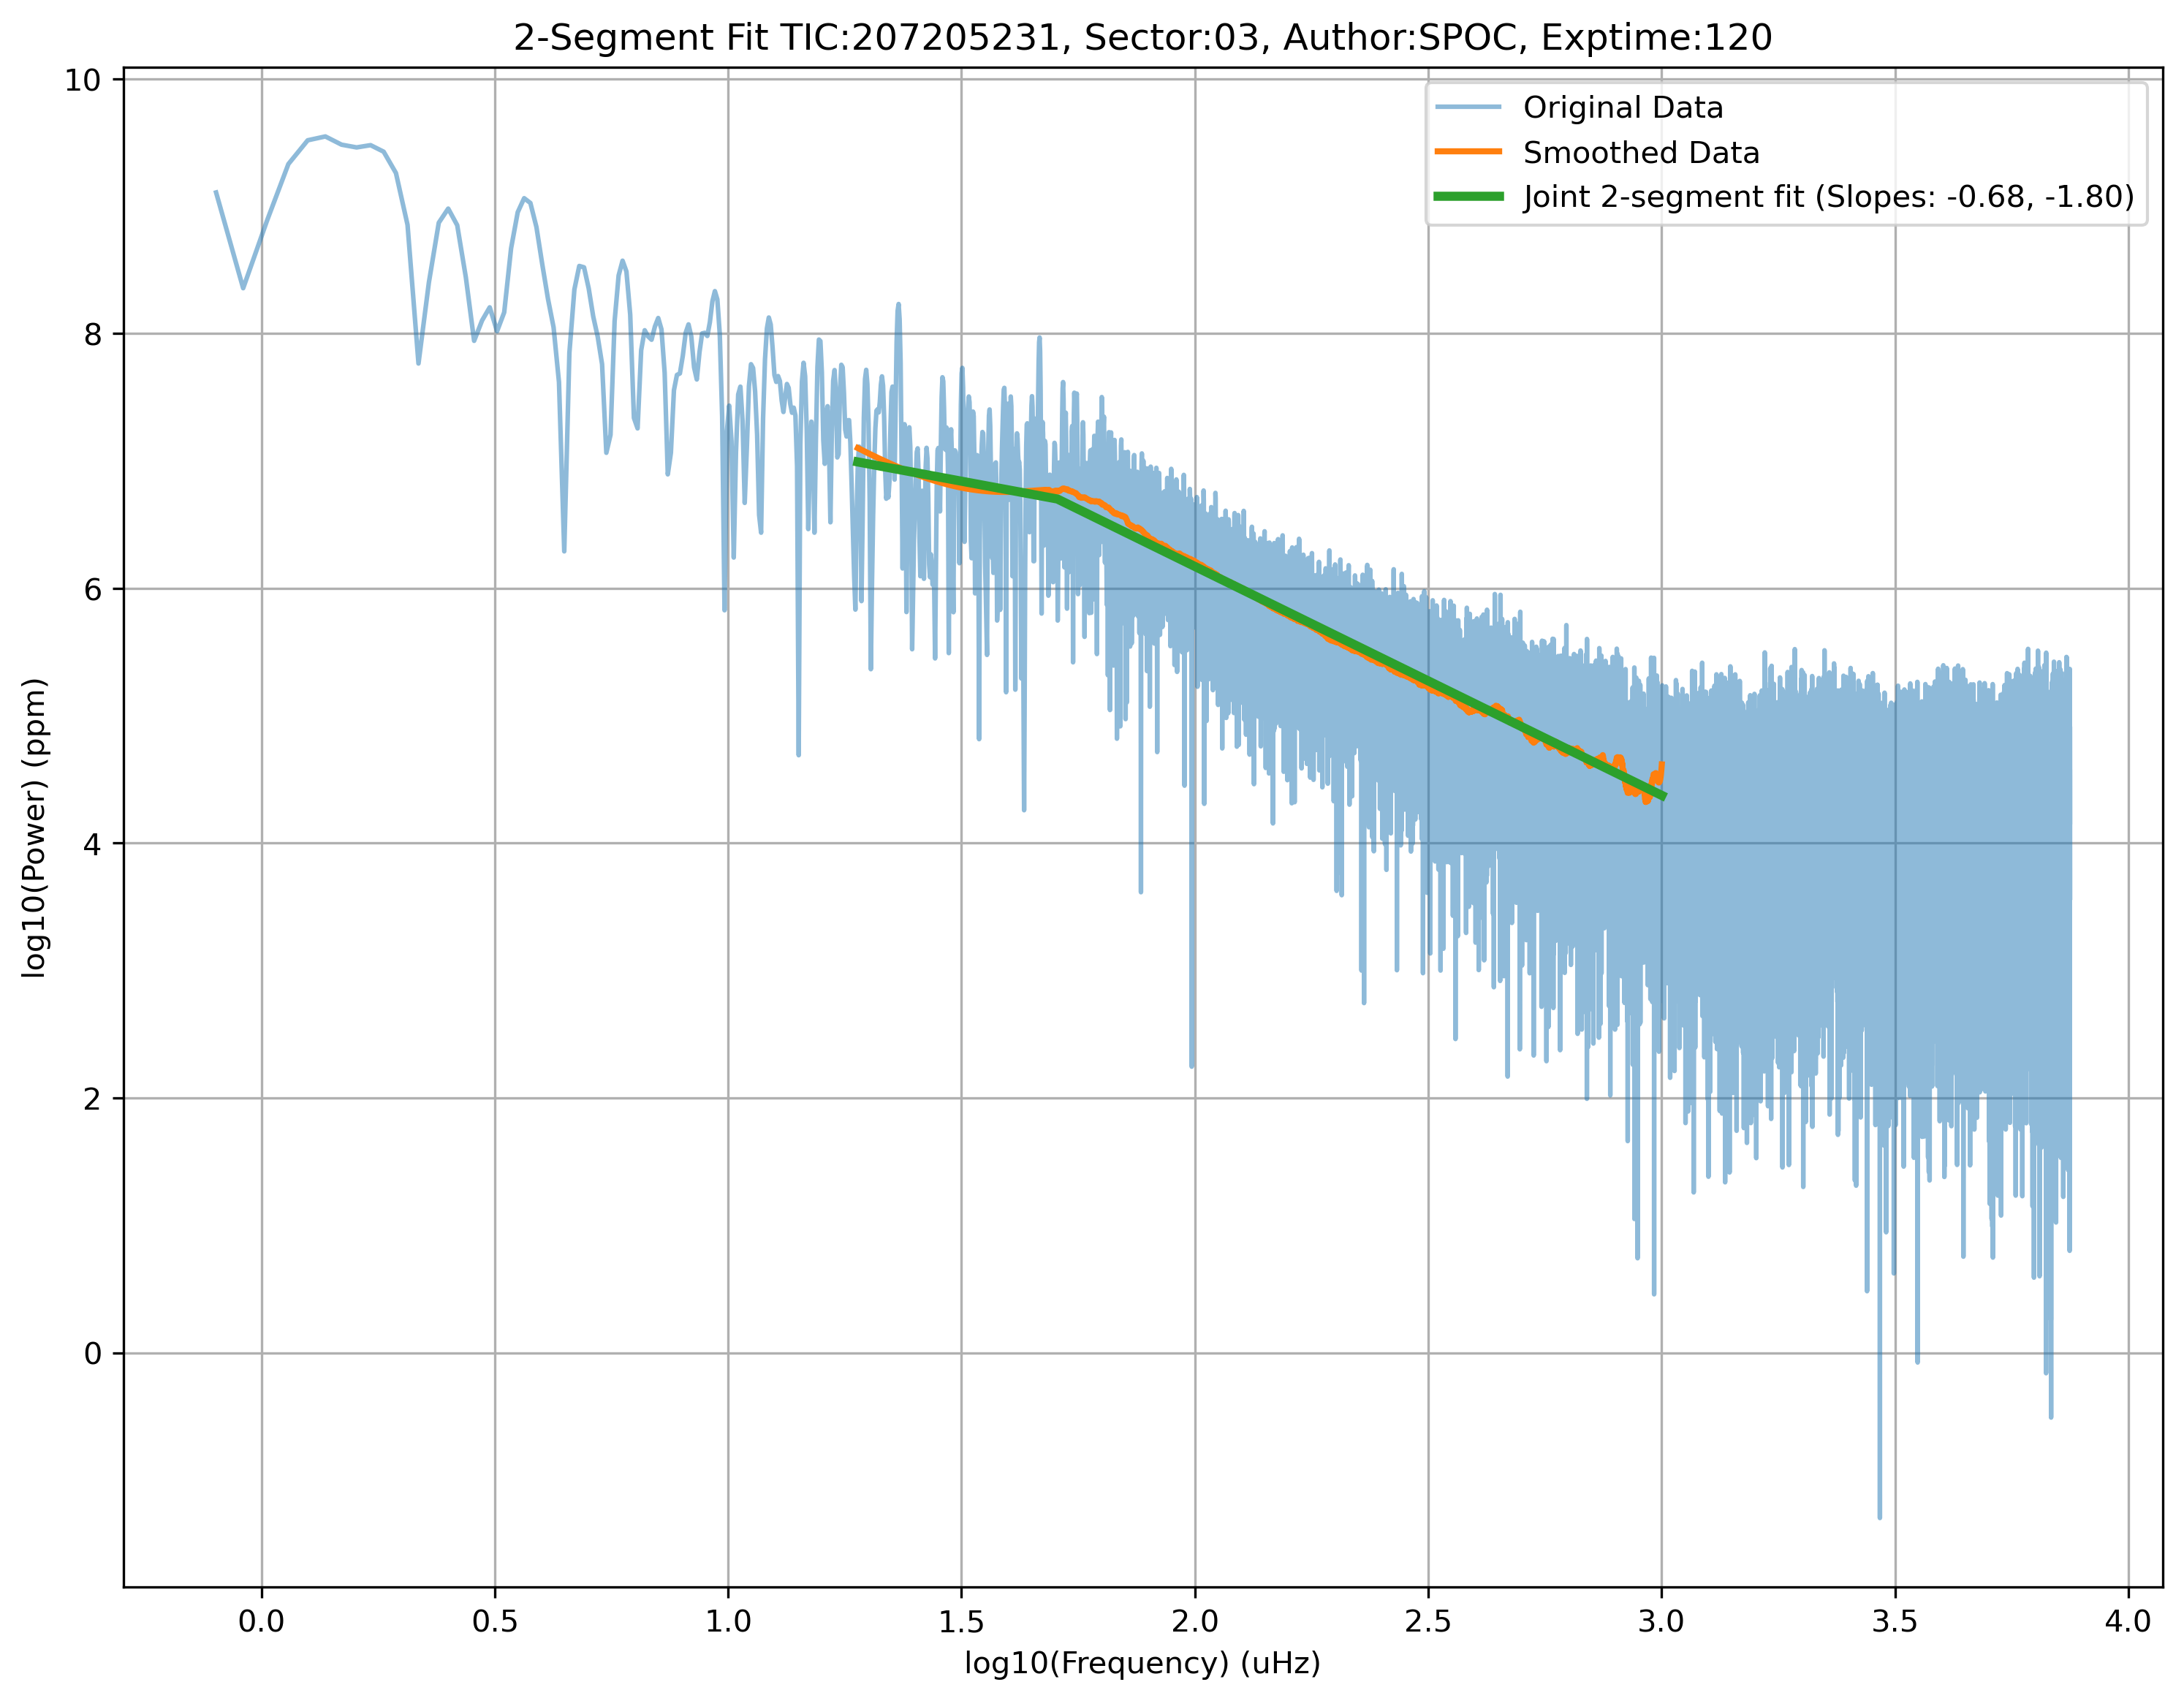 2-Segment Fit TIC:207205231, Sector:03, Author:SPOC, Exptime:120
Original Data
Smoothed Data
Joint 2-segment fit (Slopes: -0.68, -1.80)
log10(Power) (ppm)
10
8
6
4
2
0
0.0 0.5 1.0 1.5 2.0 2.5 3.0 3.5 4.0
log10(Frequency) (uHz)